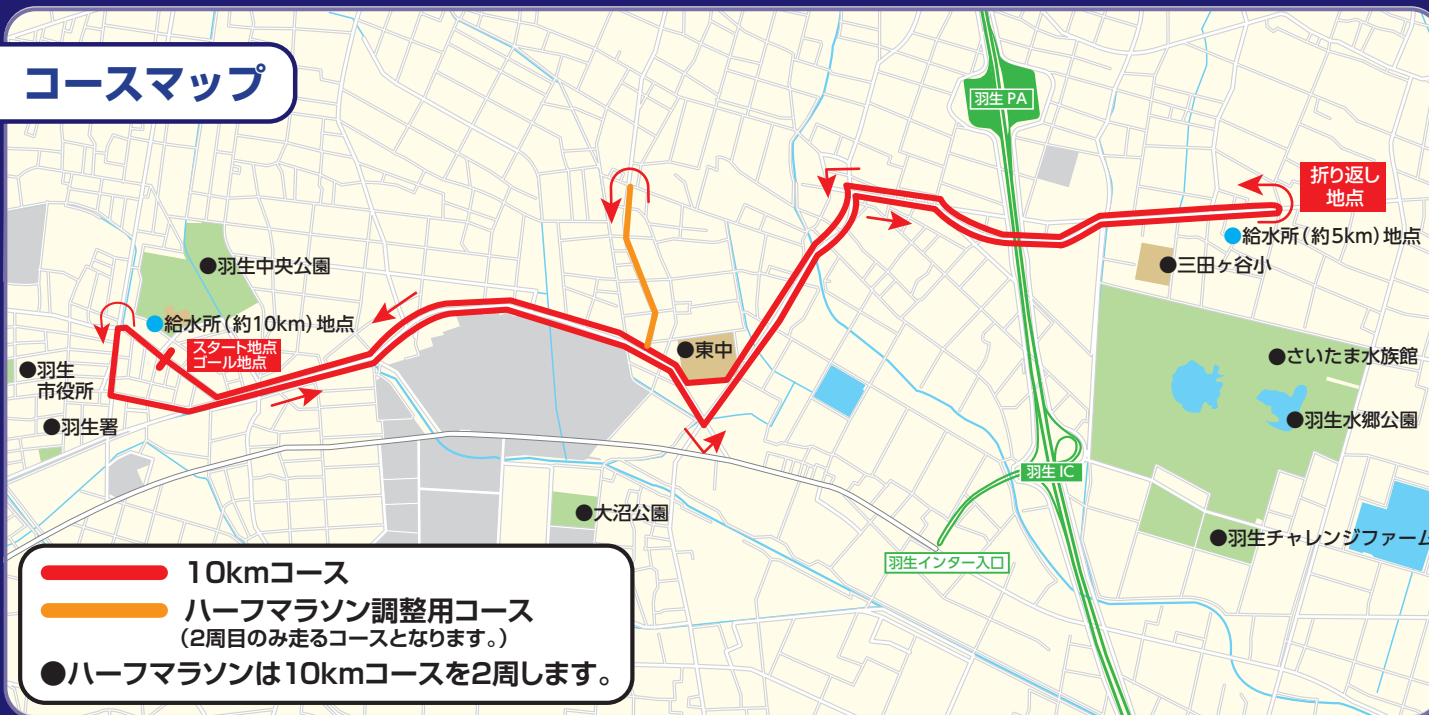 コースマップ
羽生 PA
折り返し
地点
●給水所(約5km)地点
●三田ヶ谷小
●羽生中央公園
●給水所(約10km)地点
スタート地点
ゴール地点
●羽生
市役所
●羽生署
●東中
●さいたま水族館
●羽生水郷公園
羽生 IC
●大沼公園
●羽生チャレンジファーム
羽生インター入口
10kmコース
ハーフマラソン調整用コース
(2周目のみ走るコースとなります。)
●ハーフマラソンは10kmコースを2周します。